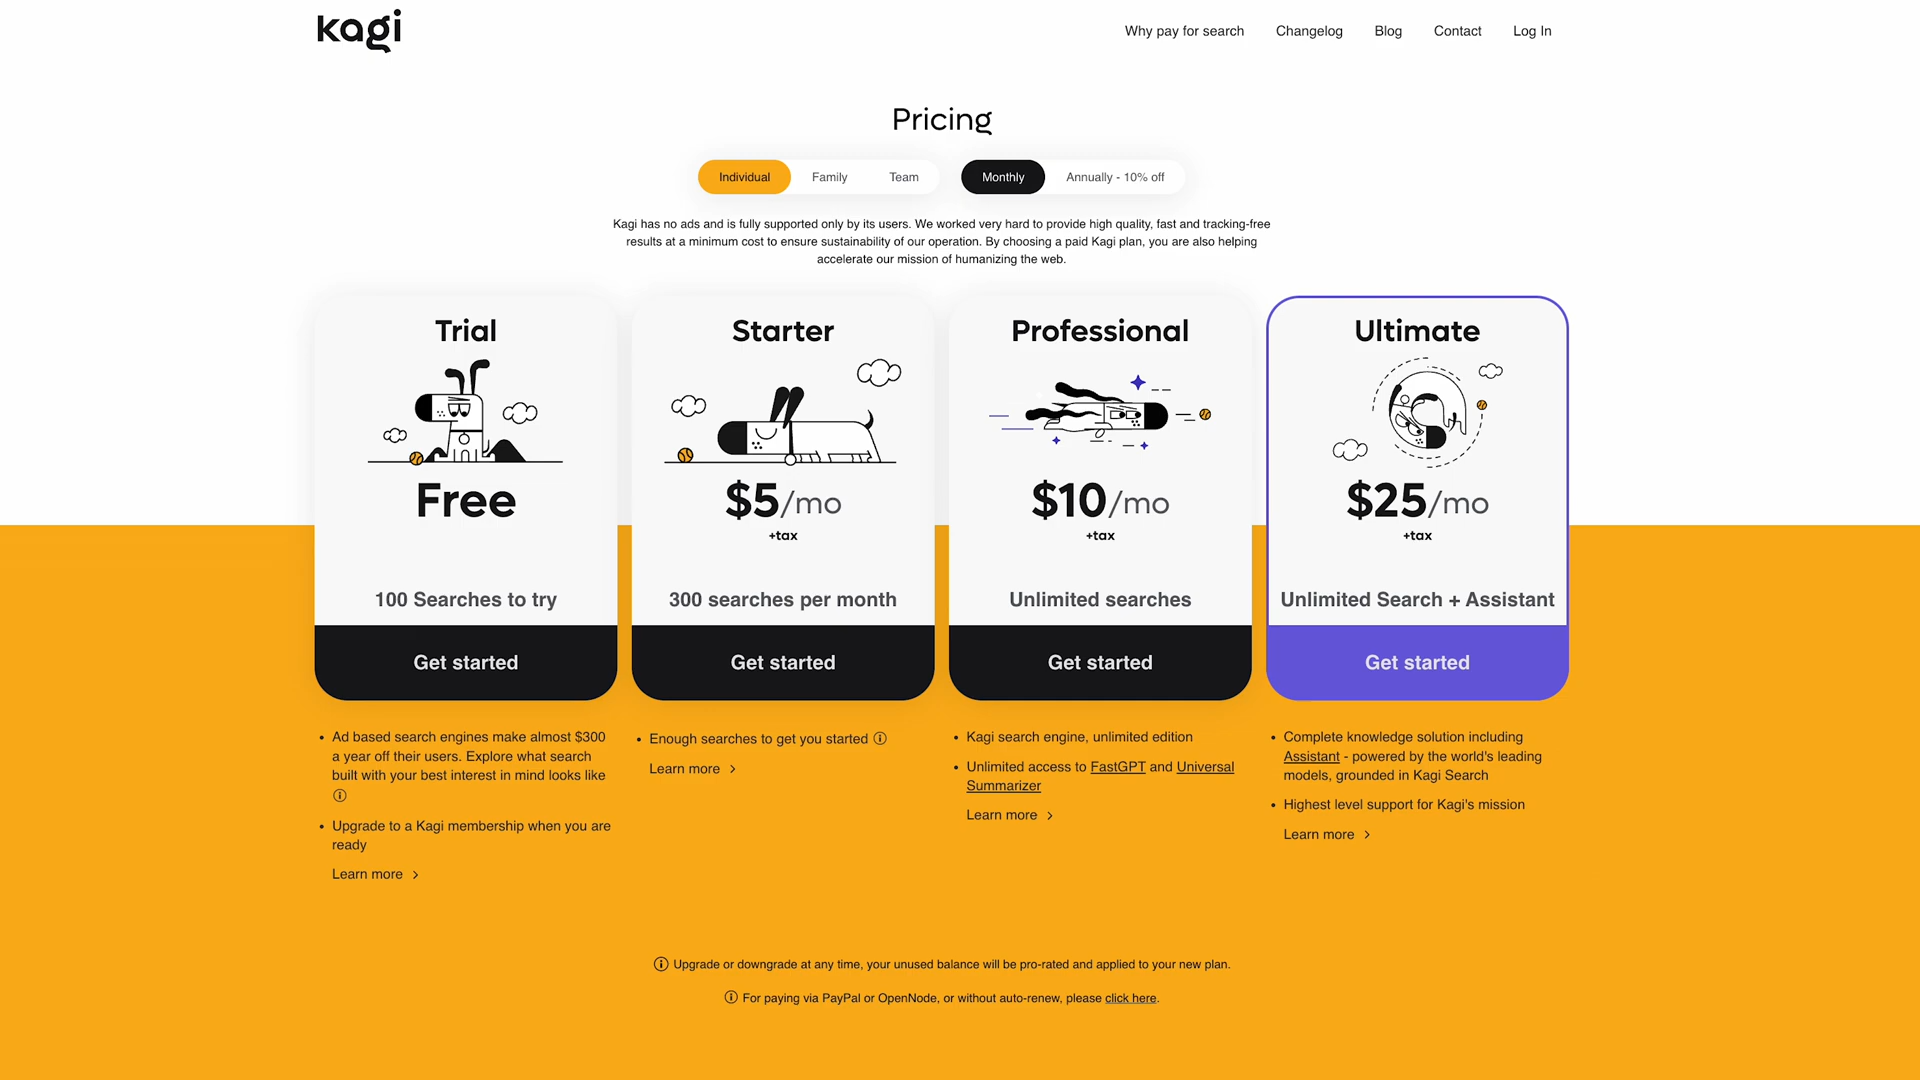 kagi
Why pay for search
Changelog
Blog
Contact
Log In
Pricing
Individual
Family
Team
Monthly
Annually - 10% off
Kagi has no ads and is fully supported only by its users. We worked very hard to provide high quality, fast and tracking-free
results at a minimum cost to ensure sustainability of our operation. By choosing a paid Kagi plan, you are also helping
accelerate our mission of humanizing the web.
Trial
Free
100 Searches to try
Get started
Ad based search engines make almost $300
a year off their users. Explore what search
built with your best interest in mind looks like
Upgrade to a Kagi membership when you are
ready
Learn more
Starter
$5/mo
+tax
300 searches per month
Get started
Enough searches to get you started
Learn more
Professional
$10/mo
+tax
Unlimited searches
Get started
Kagi search engine, unlimited edition
Unlimited access to FastGPT and Universal
Summarizer
Learn more
Ultimate
$25/mo
+tax
Unlimited Search + Assistant
Get started
Complete knowledge solution including
Assistant - powered by the world's leading
models, grounded in Kagi Search
Highest level support for Kagi's mission
Learn more
Upgrade or downgrade at any time, your unused balance will be pro-rated and applied to your new plan.
For paying via PayPal or OpenNode, or without auto-renew, please click here.